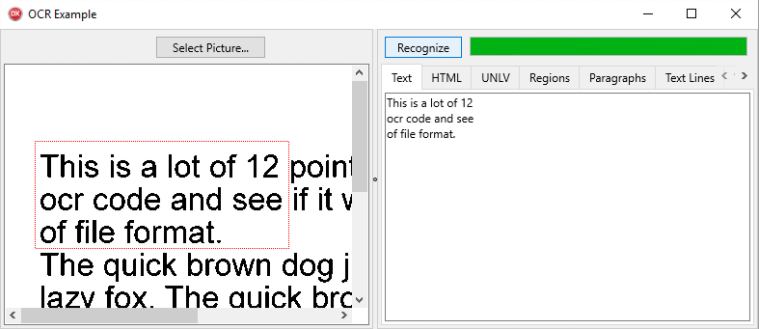 OCR Example
Select Picture...
This is a lot of 12
ocr code and see if it
of file format.
The quick brown dog
lazy fox. The quick
Recognize
Text HTML UNLV Regions Paragraphs Text Lines
This is a lot of 12
ocr code and see
of file format.